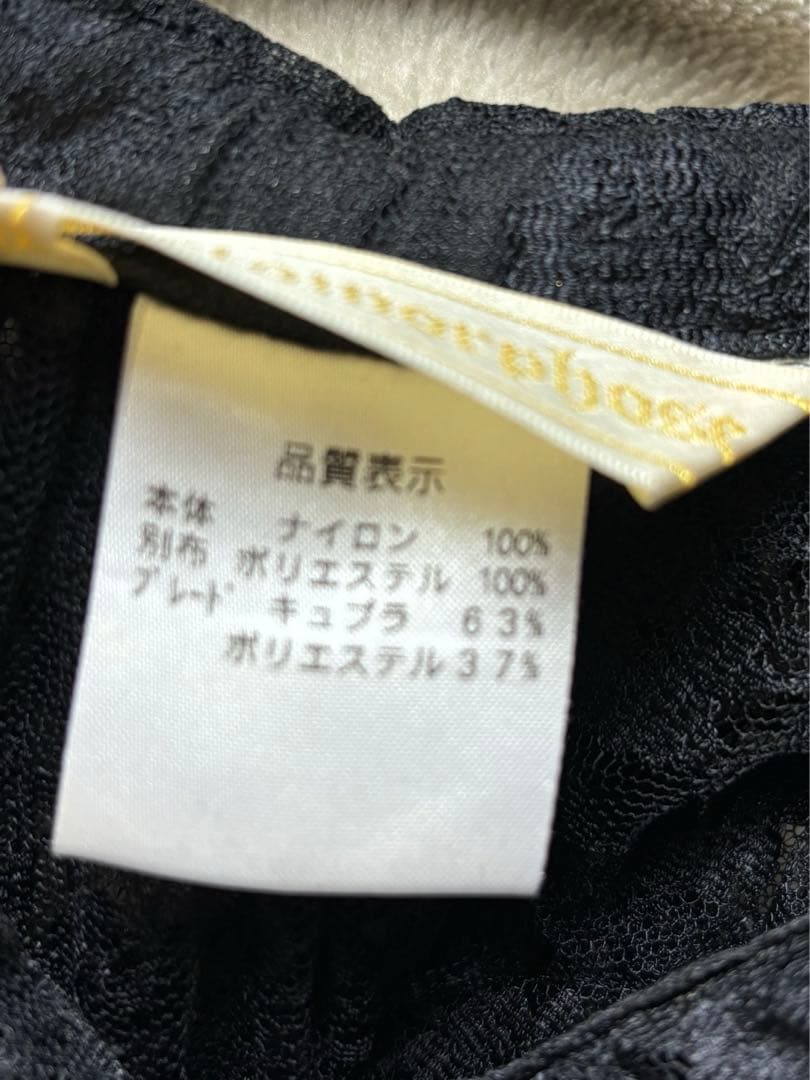 品質表示
本体 ナイロン 100%
別布 ポリエステル 100%
ブレード キュプラ 63%
ポリエステル 37%